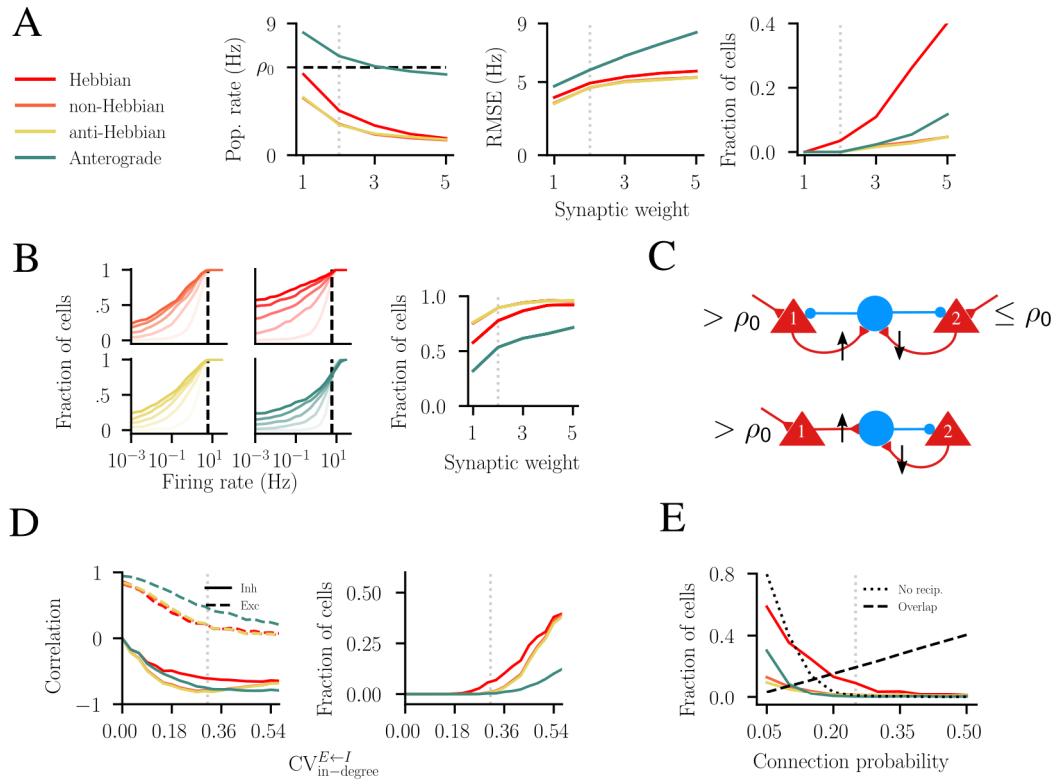 A
Hebbian
non-Hebbian
anti-Hebbian
Anterograde
Pop. rate (Hz)
9
ρ₀
0
1 3 5
RMSE (Hz)
9
5
0
1 3 5
Synaptic weight
Fraction of cells
0.4
0.2
0.0
1 3 5
B
Fraction of cells
1
.5
0
1
.5
0
10⁻³ 10⁻¹ 10¹
10⁻³ 10⁻¹ 10¹
Firing rate (Hz)
Fraction of cells
1.0
0.5
0.0
1 3 5
Synaptic weight
C
> ρ₀
1
2
≤ ρ₀
> ρ₀
1
2
D
Correlation
1
0
−1
Inh
Exc
0.00 0.18 0.36 0.54
Fraction of cells
0.50
0.25
0.00
0.00 0.18 0.36 0.54
CV^{E←I}_{in−degree}
E
Fraction of cells
0.8
0.4
0.0
No recip.
Overlap
0.05 0.20 0.35 0.50
Connection probability